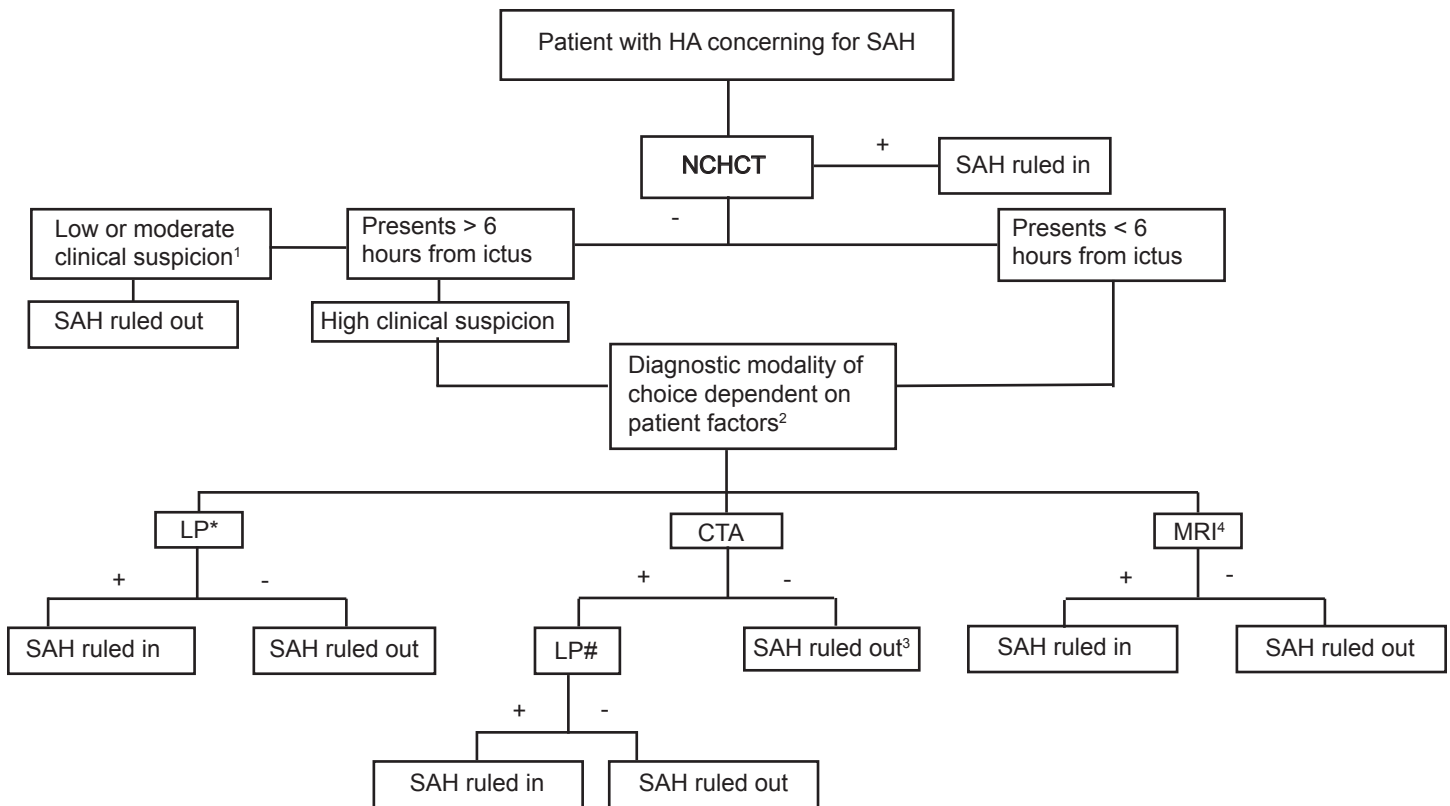 Patient with HA concerning for SAH
NCHCT
+
SAH ruled in
-
Low or moderate
clinical suspicion¹
Presents > 6
hours from ictus
Presents < 6
hours from ictus
SAH ruled out
High clinical suspicion
Diagnostic modality of
choice dependent on
patient factors²
LP*
CTA
MRI⁴
+
-
+
-
+
-
SAH ruled in
SAH ruled out
LP#
SAH ruled out³
SAH ruled in
SAH ruled out
+
-
SAH ruled in
SAH ruled out